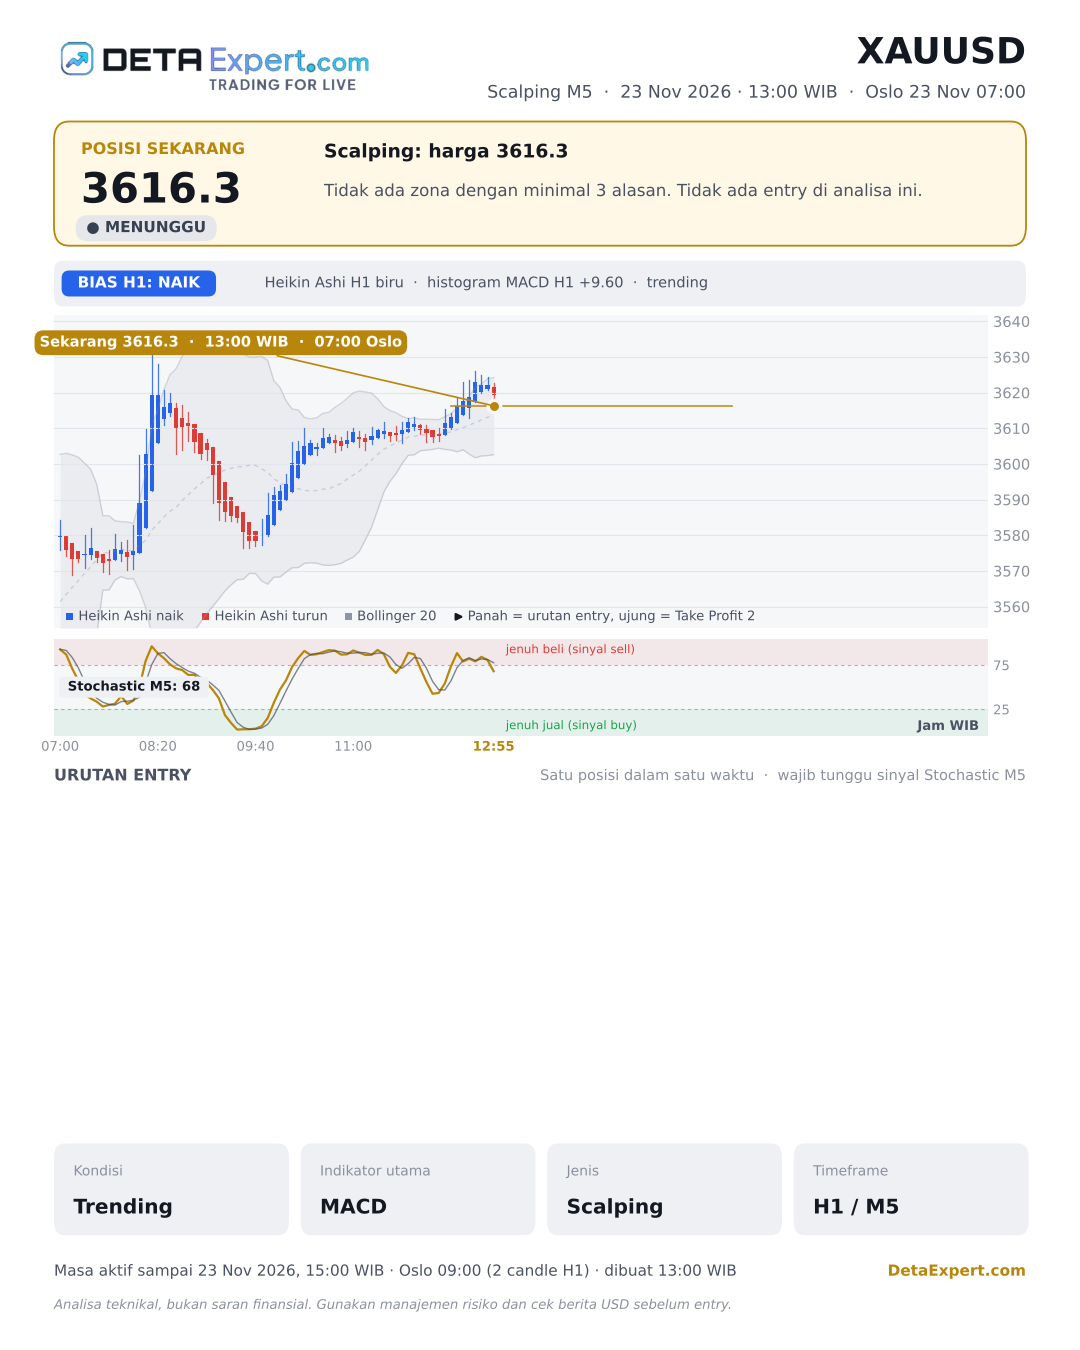 DETA Expert.com
TRADING FOR LIVE
XAUUSD
Scalping M5 · 23 Nov 2026 · 13:00 WIB · Oslo 23 Nov 07:00
POSISI SEKARANG
3616.3
● MENUNGGU
Scalping: harga 3616.3
Tidak ada zona dengan minimal 3 alasan. Tidak ada entry di analisa ini.
BIAS H1: NAIK
Heikin Ashi H1 biru · histogram MACD H1 +9.60 · trending
Sekarang 3616.3 · 13:00 WIB · 07:00 Oslo
3640
3630
3620
3610
3600
3590
3580
3570
3560
Heikin Ashi naik
Heikin Ashi turun
Bollinger 20
Panah = urutan entry, ujung = Take Profit 2
jenuh beli (sinyal sell)
75
Stochastic M5: 68
25
jenuh jual (sinyal buy)
Jam WIB
07:00
08:20
09:40
11:00
12:55
URUTAN ENTRY
Satu posisi dalam satu waktu · wajib tunggu sinyal Stochastic M5
Kondisi
Trending
Indikator utama
MACD
Jenis
Scalping
Timeframe
H1 / M5
Masa aktif sampai 23 Nov 2026, 15:00 WIB · Oslo 09:00 (2 candle H1) · dibuat 13:00 WIB
DetaExpert.com
Analisa teknikal, bukan saran finansial. Gunakan manajemen risiko dan cek berita USD sebelum entry.